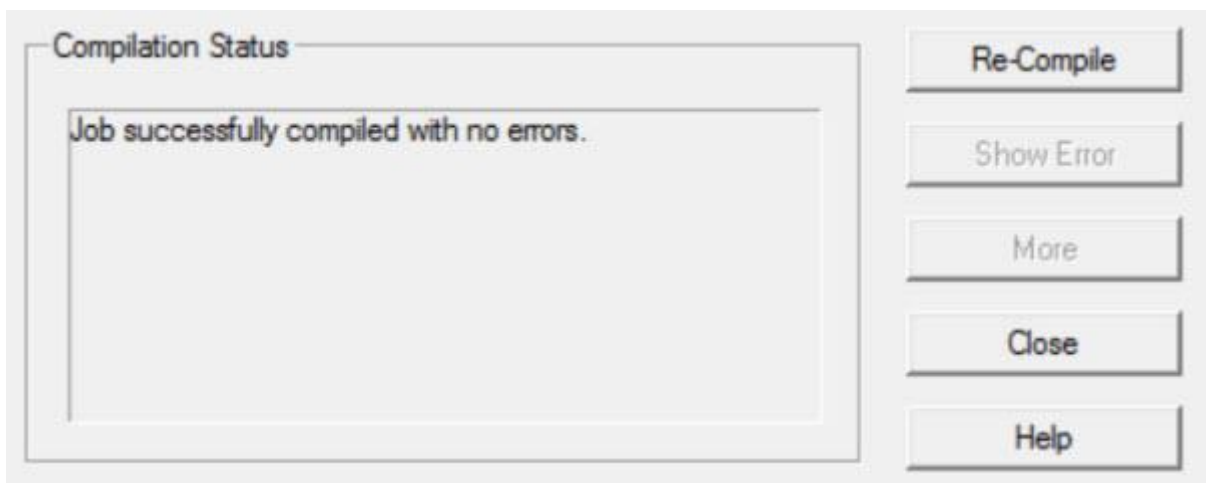 Compilation Status
Job successfully compiled with no errors.
Re-Compile
Show Error
More
Close
Help